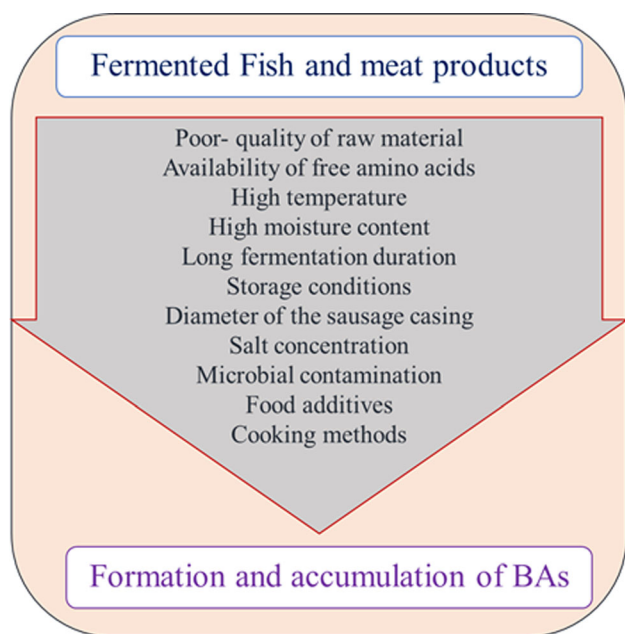 Fermented Fish and meat products
Poor- quality of raw material
Availability of free amino acids
High temperature
High moisture content
Long fermentation duration
Storage conditions
Diameter of the sausage casing
Salt concentration
Microbial contamination
Food additives
Cooking methods
Formation and accumulation of BAs